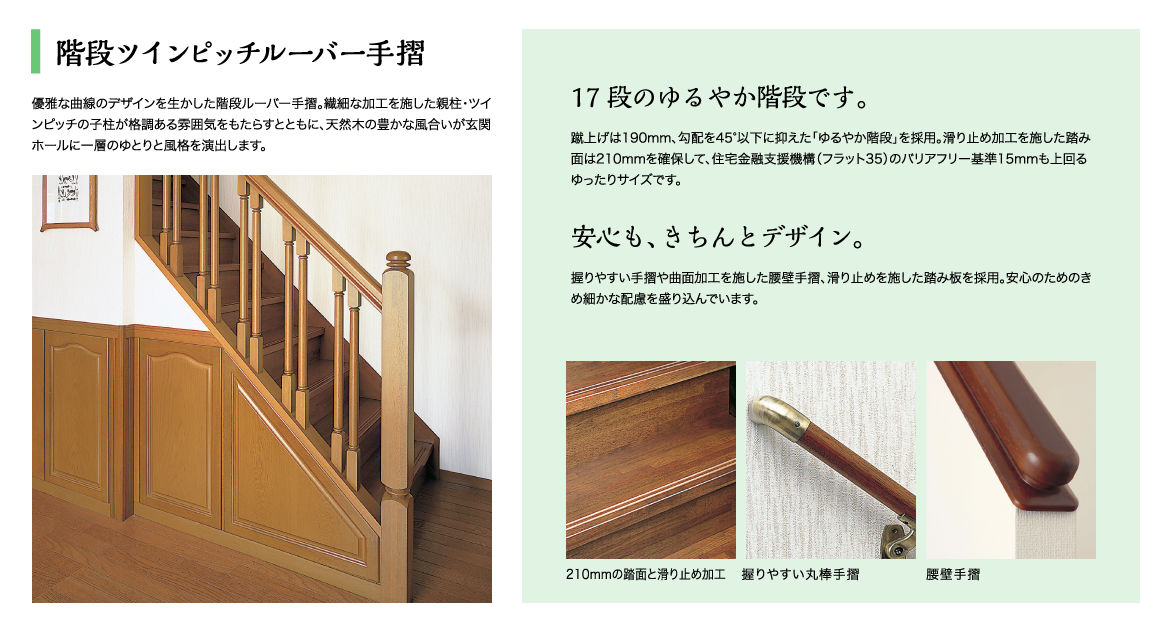 階段ツインピッチルーバー手摺
優雅な曲線のデザインを生かした階段ルーバー手摺。繊細な加工を施した親柱・ツイ
ンピッチの子柱が格調ある雰囲気をもたらすとともに、天然木の豊かな風合いが玄関
ホールに一層のゆとりと風格を演出します。
17段のゆるやか階段です。
蹴上げは190mm、勾配を45°以下に抑えた「ゆるやか階段」を採用。滑り止め加工を施した踏み
面は210mmを確保して、住宅金融支援機構（フラット35）のバリアフリー基準15mmも上回る
ゆったりサイズです。
安心も、きちんとデザイン。
握りやすい手摺や曲面加工を施した腰壁手摺、滑り止めを施した踏み板を採用。安心のためのき
め細かな配慮を盛り込んでいます。
210mmの踏面と滑り止め加工
握りやすい丸棒手摺
腰壁手摺